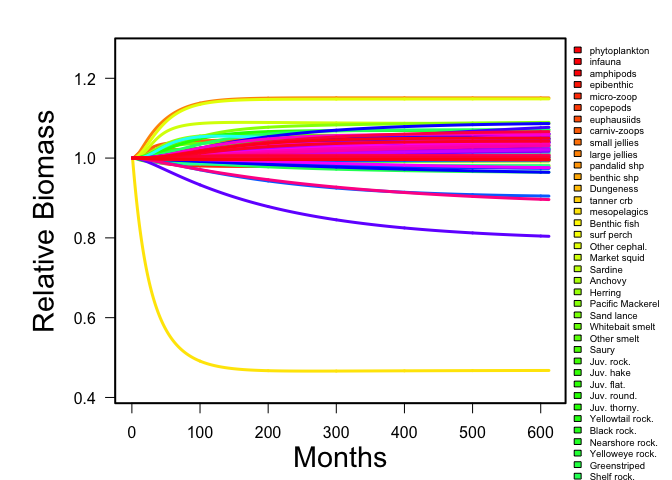 Relative Biomass
1.2
1.0
0.8
0.6
0.4
0 100 200 300 400 500 600
Months
phytoplankton
infauna
amphipods
epibenthic
micro-zoop
copepods
euphausiids
carniv-zoops
small jellies
large jellies
pandalid shp
benthic shp
Dungeness
tanner crb
mesopelagics
Benthic fish
surf perch
Other cephal.
Market squid
Sardine
Anchovy
Herring
Pacific Mackerel
Sand lance
Whitebait smelt
Other smelt
Saury
Juv. rock.
Juv. hake
Juv. flat.
Juv. round.
Juv. thorny.
Yellowtail rock.
Black rock.
Nearshore rock.
Yelloweye rock.
Greenstriped
Shelf rock.